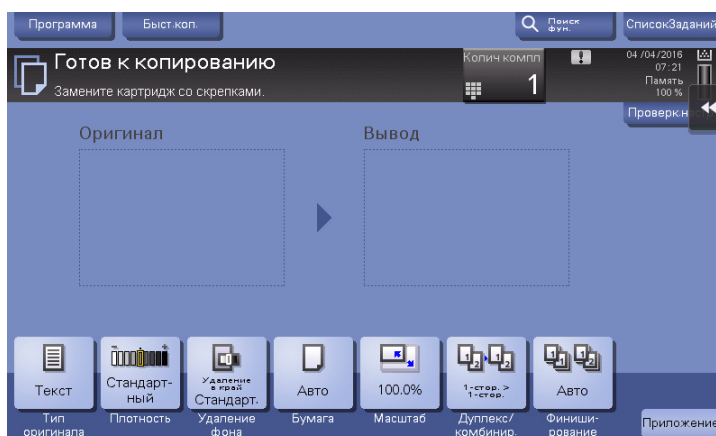 Программа
Быст.коп.
Поиск
фун.
СписокЗаданий
Готов к копированию
Замените картридж со скрепками.
Колич компл
1
04/04/2016
07:21
Память
100 %
Проверк.н
Оригинал
Вывод
Текст
Стандарт-
ный
Удаление
в край
Стандарт.
Авто
100.0%
1-стор. >
1-стор.
Авто
Тип
оригинала
Плотность
Удаление
фона
Бумага
Масштаб
Дуплекс/
комбинир.
Финиши-
рование
Приложение